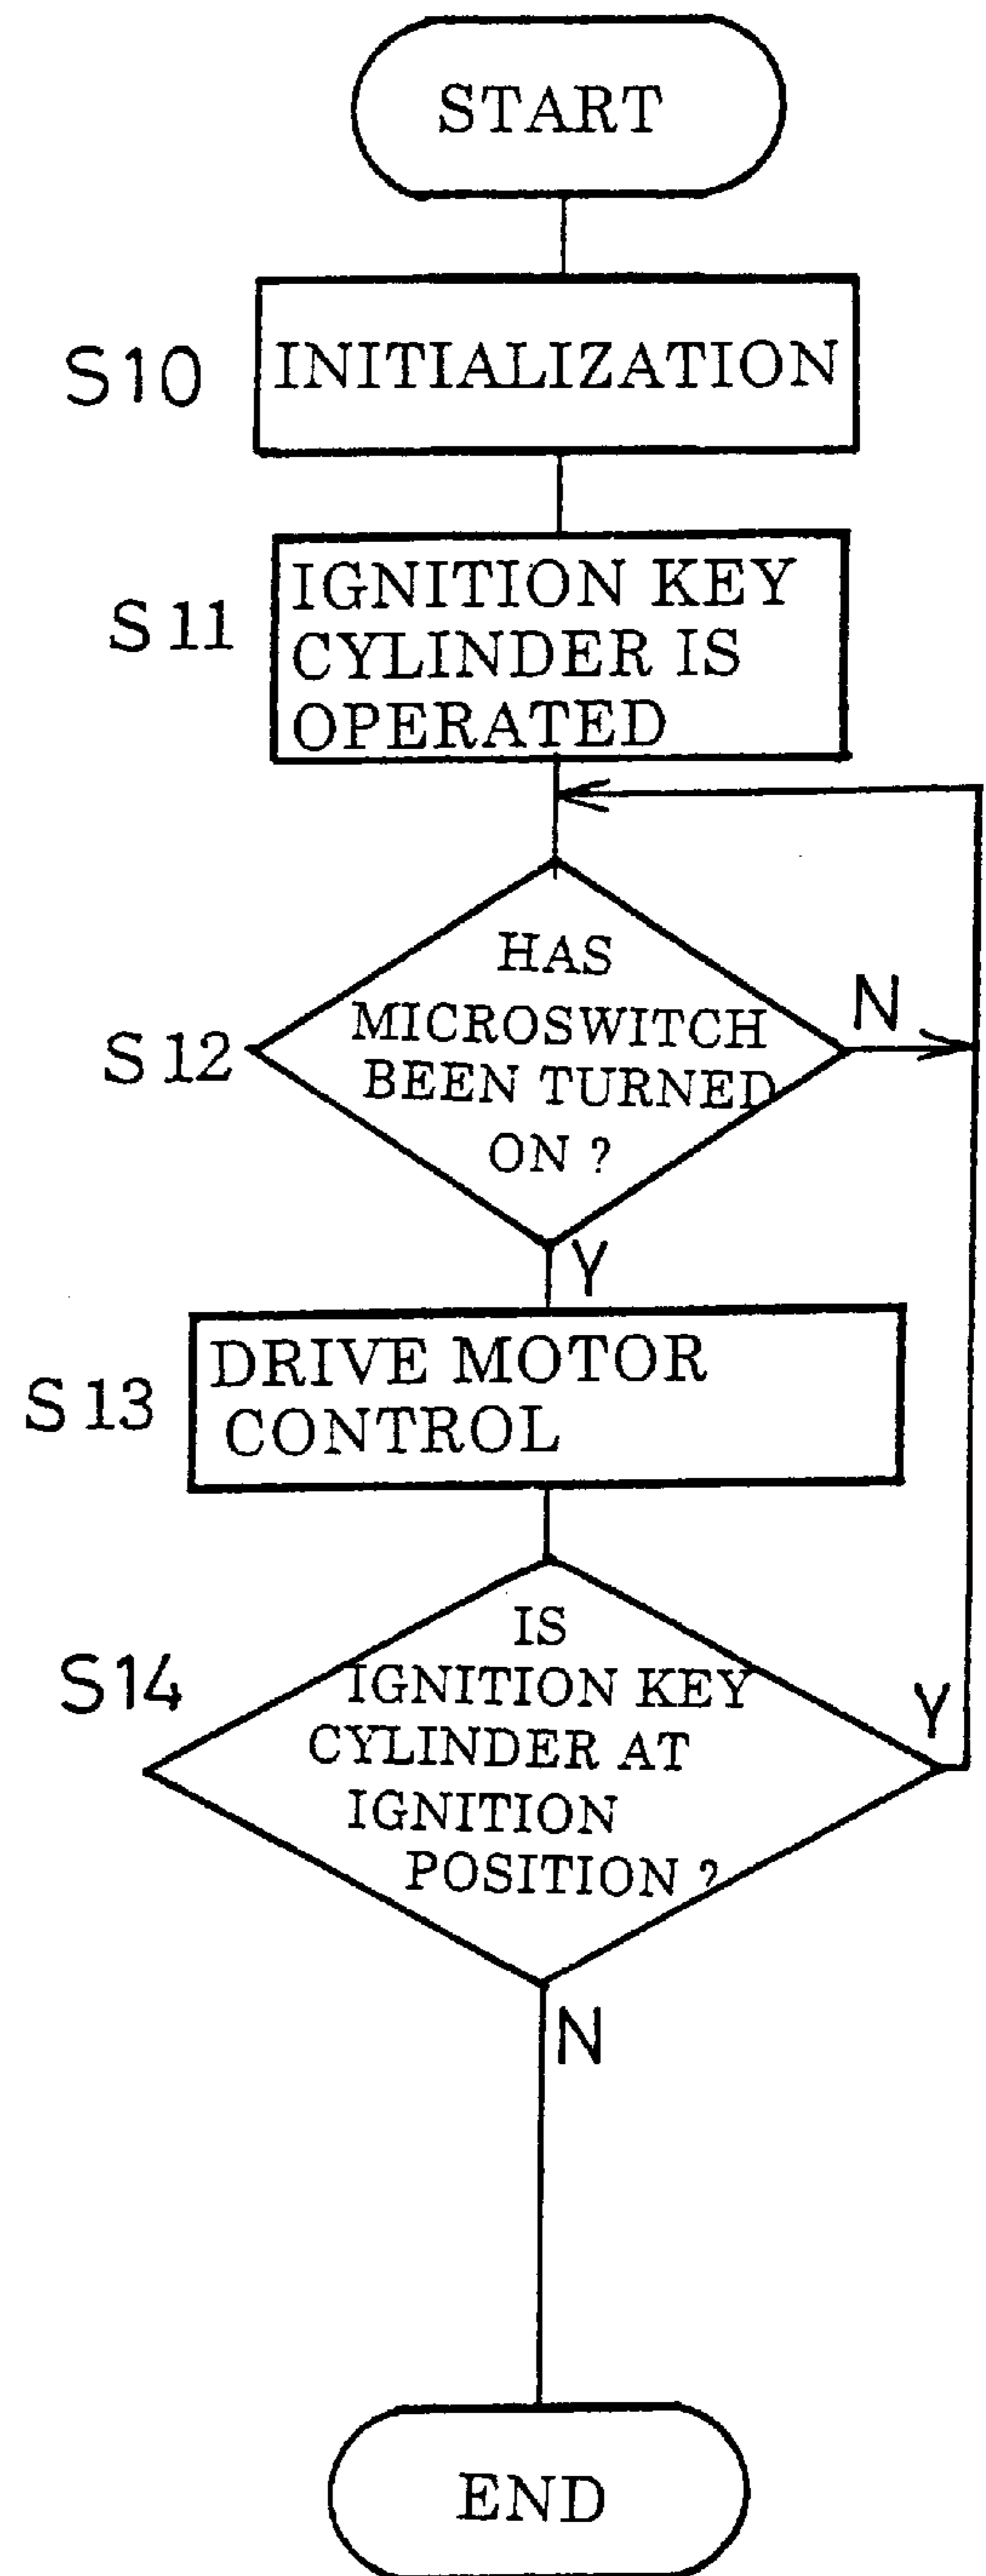 START
S10
INITIALIZATION
S11
IGNITION KEY
CYLINDER IS
OPERATED
S12
HAS
MICROSWITCH
BEEN TURNED
ON ?
N
Y
S13
DRIVE MOTOR
CONTROL
S14
IS
IGNITION KEY
CYLINDER AT
IGNITION
POSITION ?
Y
N
END